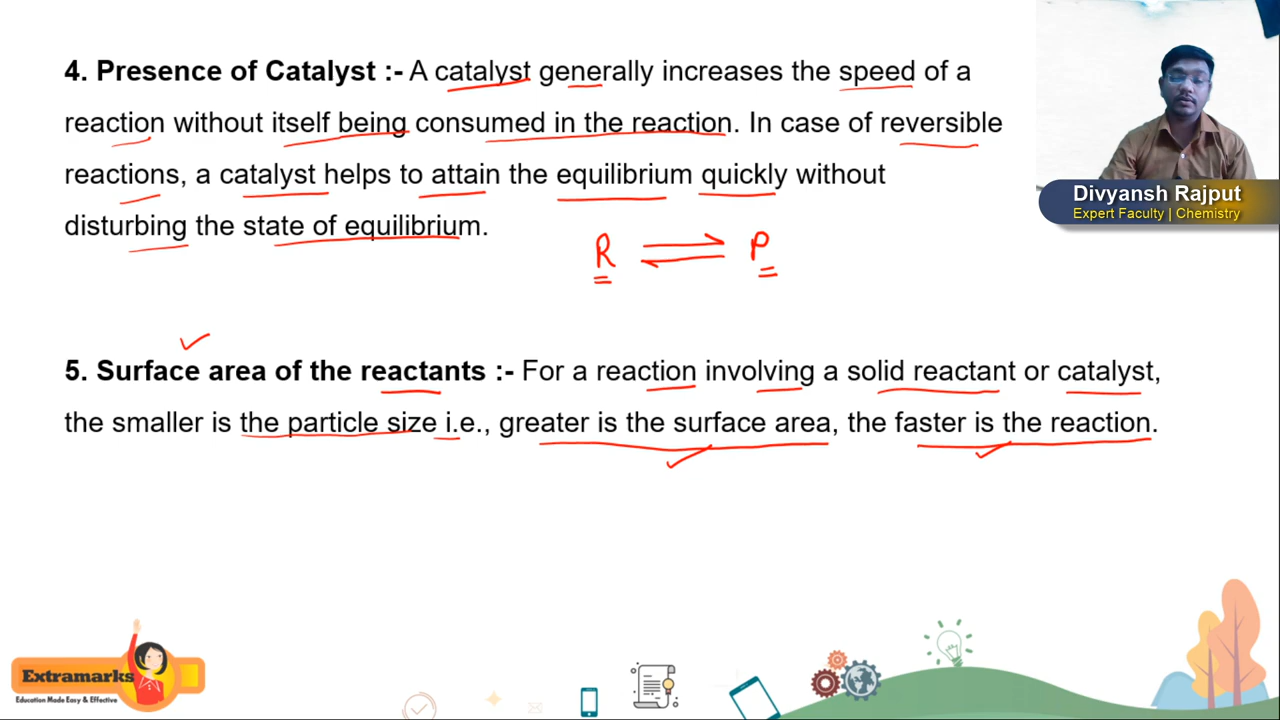 4. Presence of Catalyst :- A catalyst generally increases the speed of a
reaction without itself being consumed in the reaction. In case of reversible
reactions, a catalyst helps to attain the equilibrium quickly without
disturbing the state of equilibrium.
R ⇌ P
5. Surface area of the reactants :- For a reaction involving a solid reactant or catalyst,
the smaller is the particle size i.e., greater is the surface area, the faster is the reaction.
Divyansh Rajput
Expert Faculty | Chemistry
Extramarks
Education Made Easy & Effective